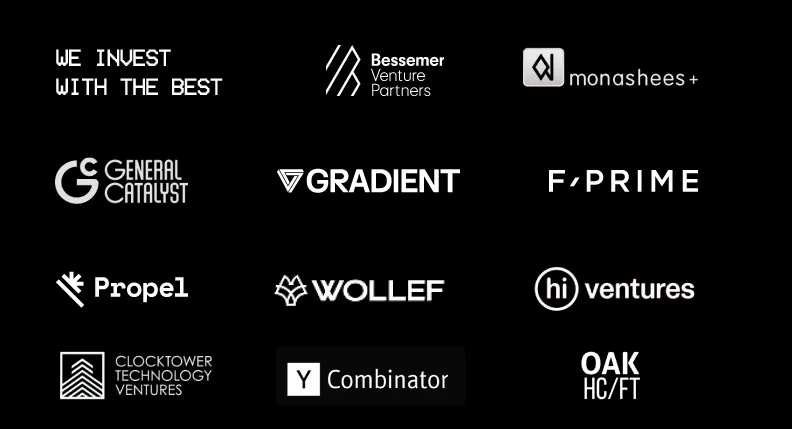 WE INVEST
WITH THE BEST
Bessemer
Venture
Partners
monashees+
GC GENERAL
CATALYST
GRADIENT
F/PRIME
Propel
WOLLEF
hi ventures
CLOCKTOWER
TECHNOLOGY
VENTURES
Y Combinator
OAK
HC/FT